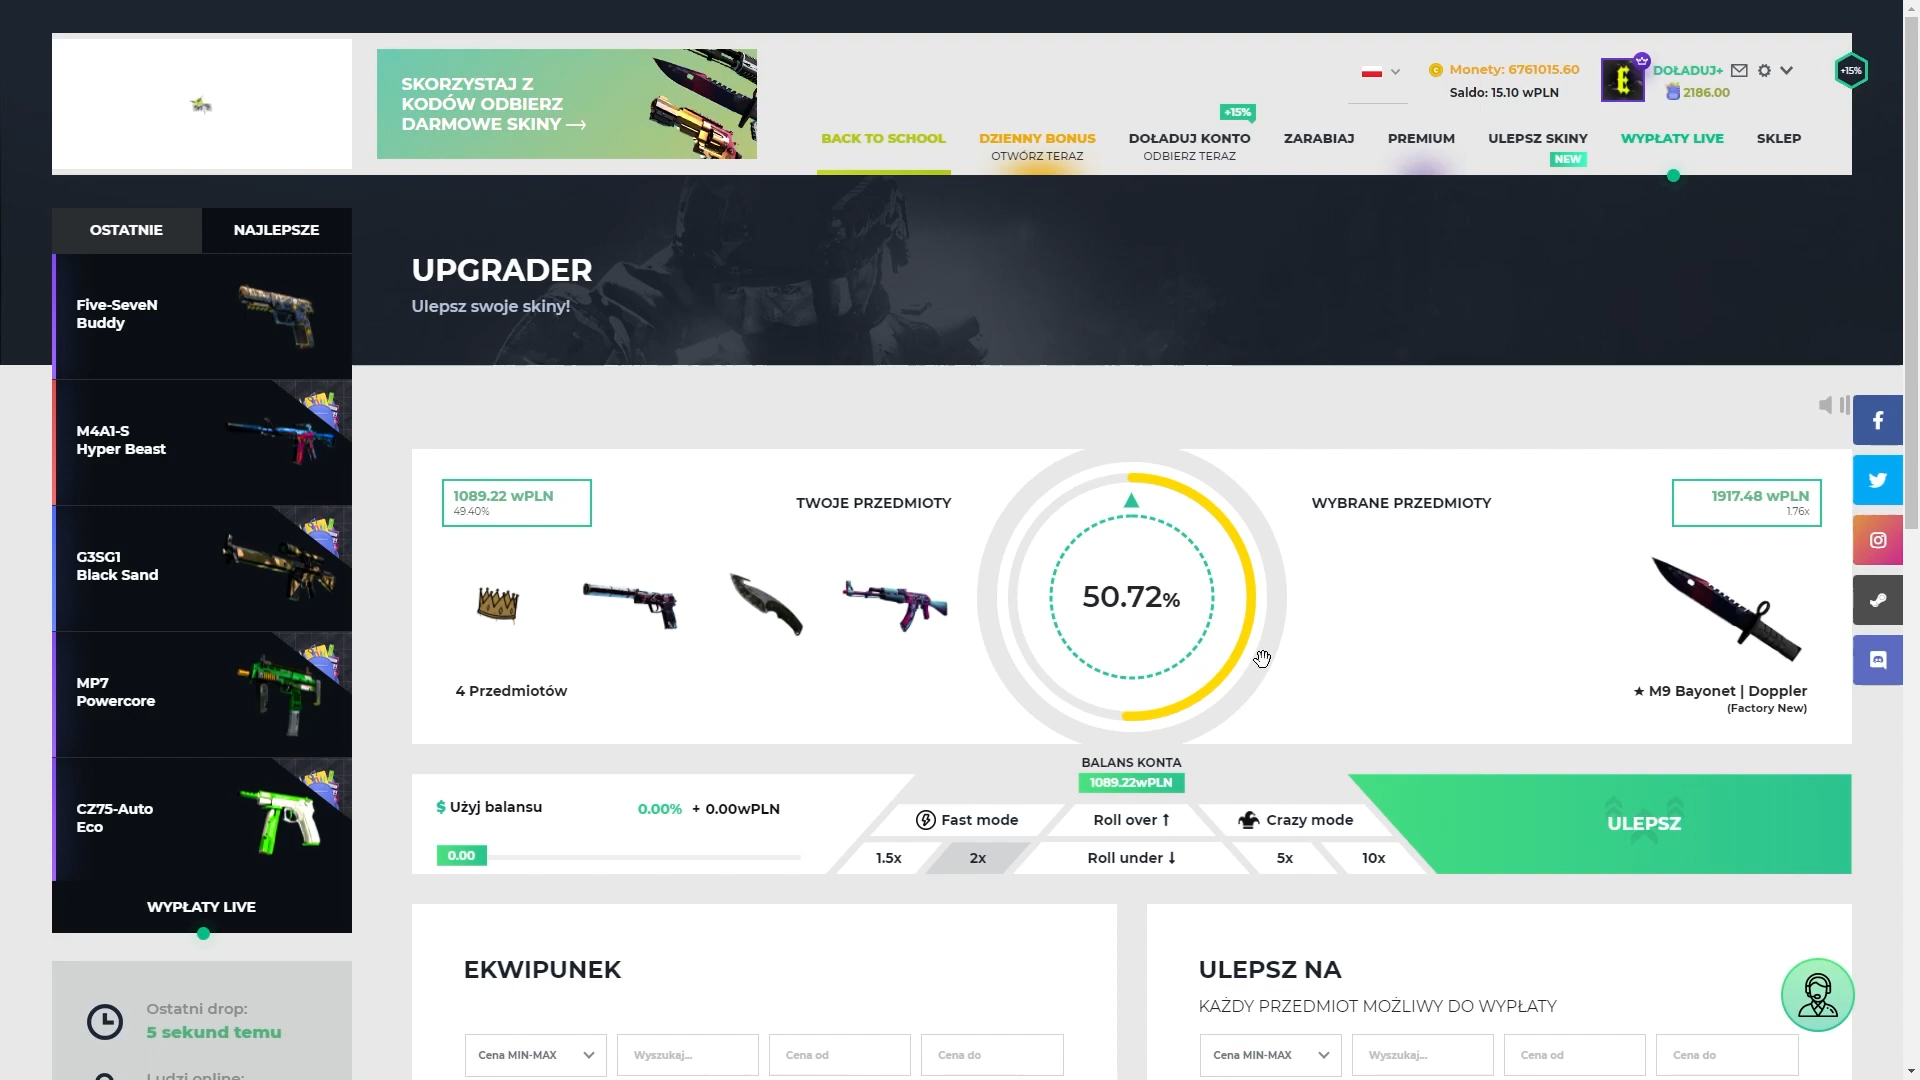 SKORZYSTAJ Z
KODÓW ODBIERZ
DARMOWE SKINY
Monety: 6761015.60
Saldo: 15.10 wPLN
DOŁADUJ+
2186.00
+15%
+15%
BACK TO SCHOOL
DZIENNY BONUS
OTWÓRZ TERAZ
DOŁADUJ KONTO
ODBIERZ TERAZ
ZARABIAJ
PREMIUM
ULEPSZ SKINY
NEW
WYPŁATY LIVE
SKLEP
OSTATNIE
NAJLEPSZE
Five-SeveN
Buddy
M4A1-S
Hyper Beast
G3SG1
Black Sand
MP7
Powercore
CZ75-Auto
Eco
WYPŁATY LIVE
Ostatni drop:
5 sekund temu
Ludzi online:
UPGRADER
Ulepsz swoje skiny!
1089.22 wPLN
49.40%
TWOJE PRZEDMIOTY
4 Przedmiotów
50.72%
WYBRANE PRZEDMIOTY
1917.48 wPLN
1.76x
★ M9 Bayonet | Doppler
(Factory New)
BALANS KONTA
1089.22wPLN
$ Użyj balansu
0.00% + 0.00wPLN
0.00
Fast mode
Roll over ↑
Crazy mode
1.5x
2x
Roll under ↓
5x
10x
ULEPSZ
EKWIPUNEK
Cena MIN-MAX
Wyszukaj...
Cena od
Cena do
ULEPSZ NA
KAŻDY PRZEDMIOT MOŻLIWY DO WYPŁATY
Cena MIN-MAX
Wyszukaj...
Cena od
Cena do